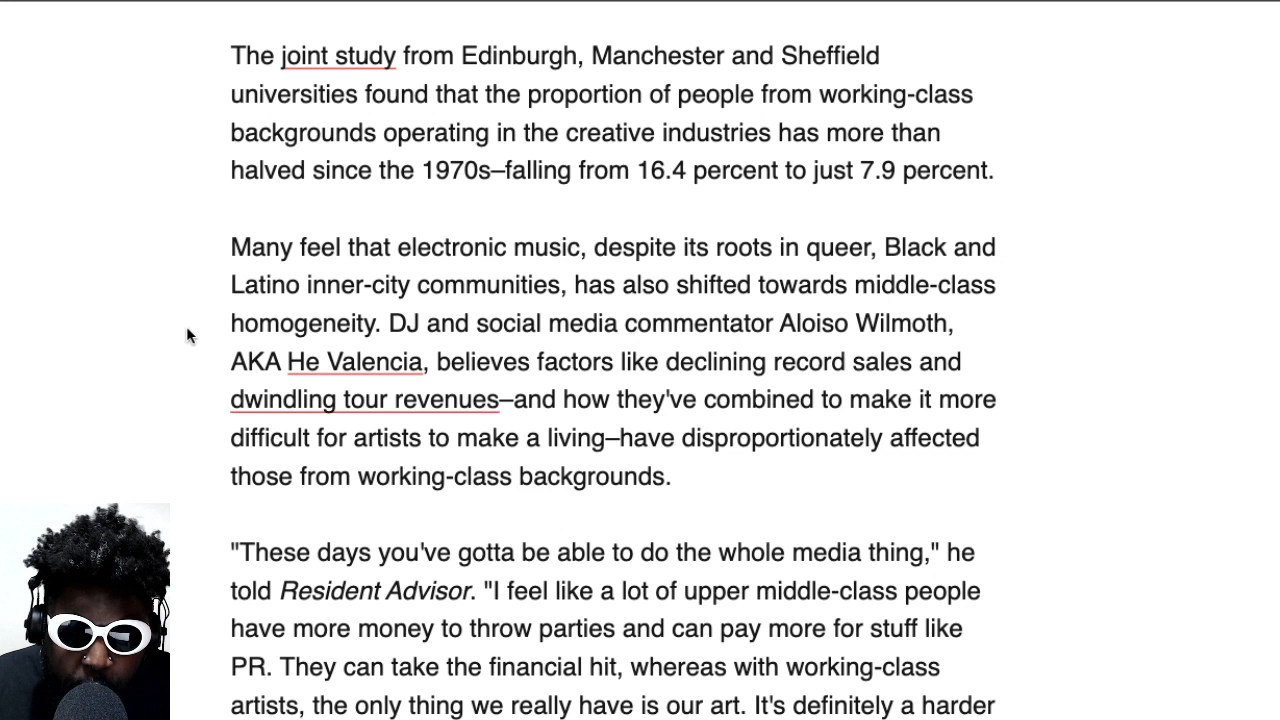 The joint study from Edinburgh, Manchester and Sheffield
universities found that the proportion of people from working-class
backgrounds operating in the creative industries has more than
halved since the 1970s–falling from 16.4 percent to just 7.9 percent.
Many feel that electronic music, despite its roots in queer, Black and
Latino inner-city communities, has also shifted towards middle-class
homogeneity. DJ and social media commentator Aloiso Wilmoth,
AKA He Valencia, believes factors like declining record sales and
dwindling tour revenues–and how they've combined to make it more
difficult for artists to make a living–have disproportionately affected
those from working-class backgrounds.
"These days you've gotta be able to do the whole media thing," he
told Resident Advisor. "I feel like a lot of upper middle-class people
have more money to throw parties and can pay more for stuff like
PR. They can take the financial hit, whereas with working-class
artists, the only thing we really have is our art. It's definitely a harder